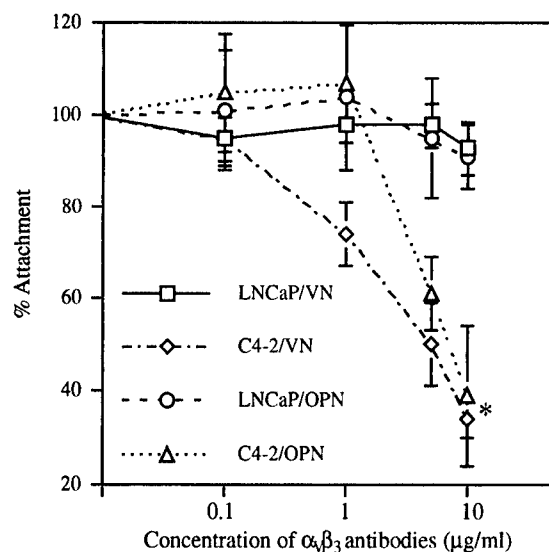 120
100
80
60
40
20
% Attachment
LNCaP/VN
C4-2/VN
LNCaP/OPN
C4-2/OPN
*
0.1 1 10
Concentration of αvβ3 antibodies (μg/ml)